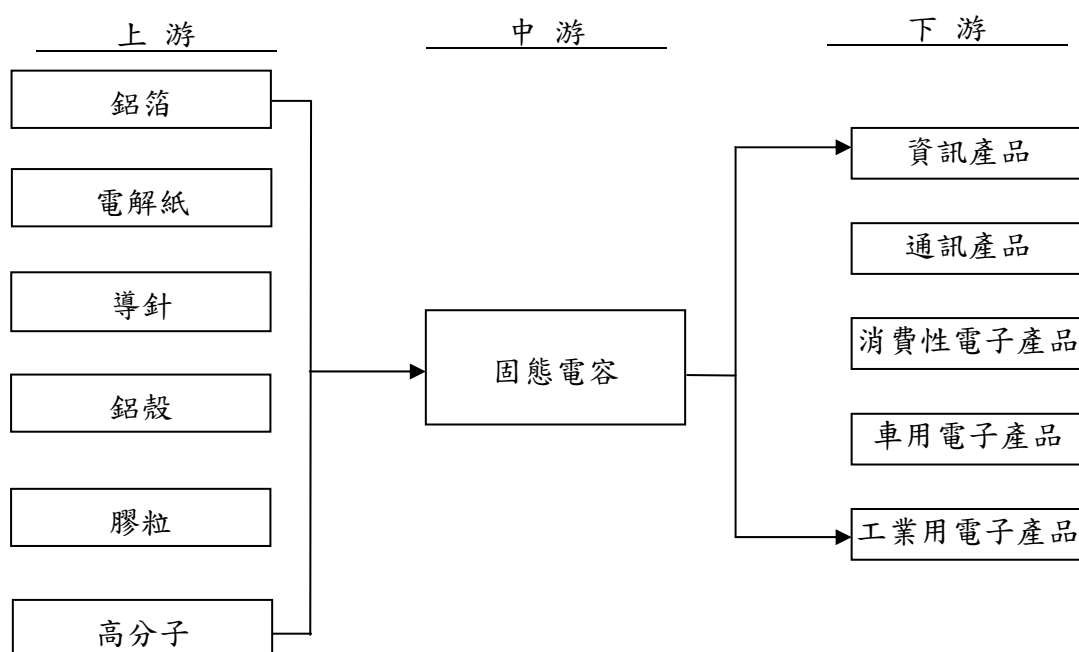 上 游
中 游
下 游
鋁箔
電解紙
導針
鋁殼
膠粒
高分子
固態電容
資訊產品
通訊產品
消費性電子產品
車用電子產品
工業用電子產品